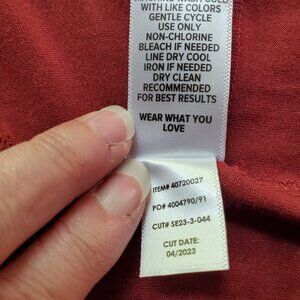 WITH LIKE COLORS
GENTLE CYCLE
USE ONLY
NON-CHLORINE
BLEACH IF NEEDED
LINE DRY COOL
IRON IF NEEDED
DRY CLEAN
RECOMMENDED
FOR BEST RESULTS
WEAR WHAT YOU
LOVE
ITEM# 40720027
PO# 4004790/91
CUT# SE23-3-044
CUT DATE:
04/2023